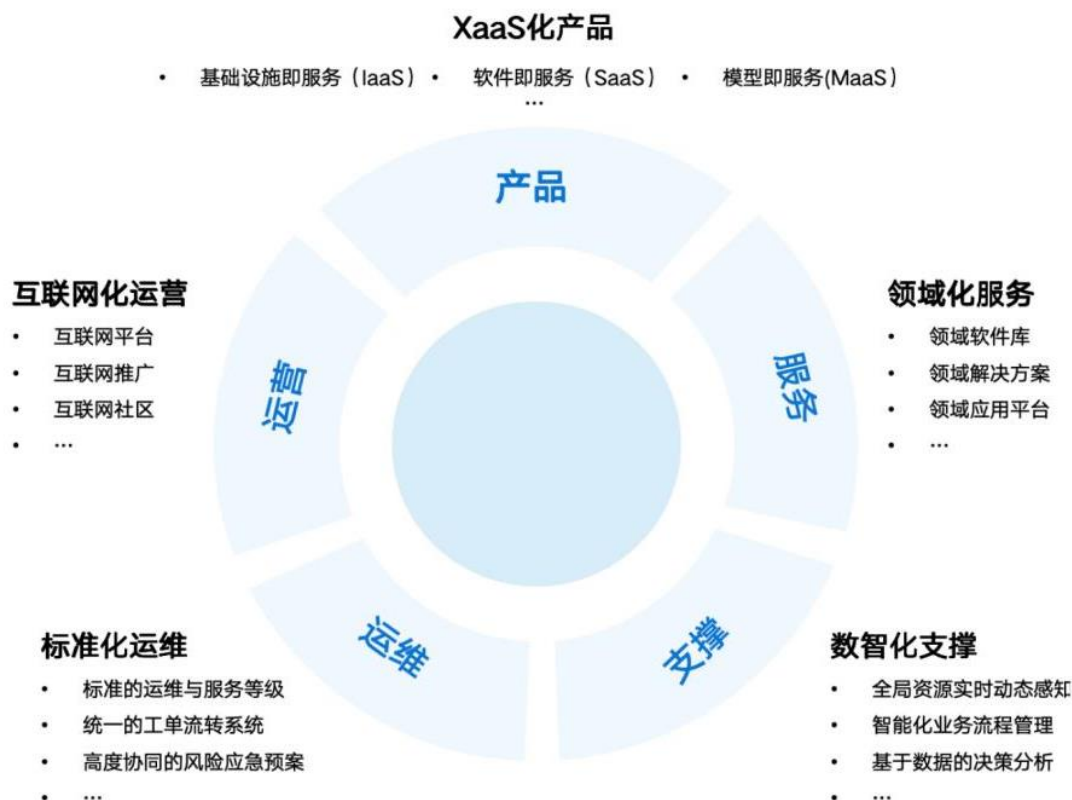 XaaS化产品
• 基础设施即服务（IaaS） • 软件即服务（SaaS） • 模型即服务(MaaS）
…
产品
互联网化运营
• 互联网平台
• 互联网推广
• 互联网社区
• …
运营
服务
领域化服务
• 领域软件库
• 领域解决方案
• 领域应用平台
• …
标准化运维
• 标准的运维与服务等级
• 统一的工单流转系统
• 高度协同的风险应急预案
• …
运维
支撑
数智化支撑
• 全局资源实时动态感知
• 智能化业务流程管理
• 基于数据的决策分析
• …